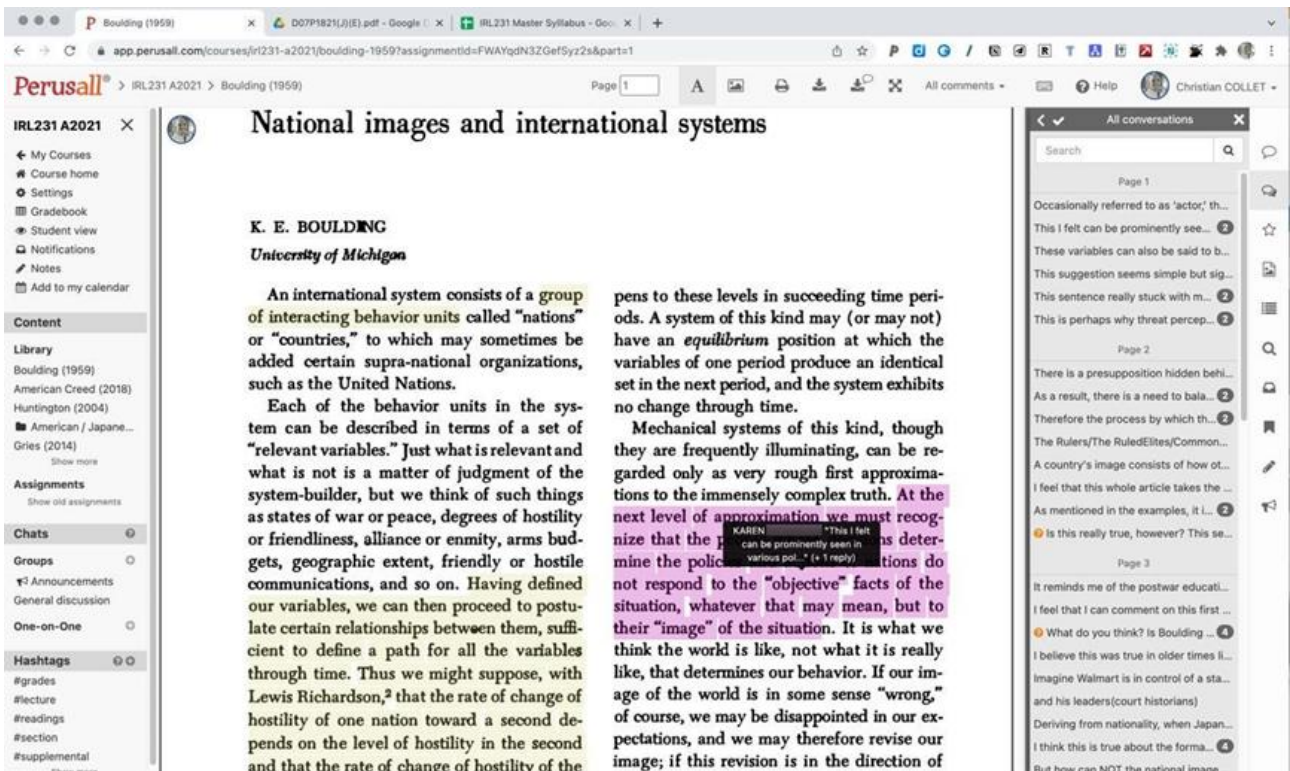 Boulding (1959)
D07P1821(J)(E).pdf - Google D
IRL231 Master Syllabus - Goo
app.perusall.com/courses/irl231-a2021/boulding-1959?assignmentId=FWAYqdN3ZGefSyz2s&part=1
Perusall® > IRL231 A2021 > Boulding (1959)
Page 1
All comments
Help
Christian COLLET
IRL231 A2021
My Courses
Course home
Settings
Gradebook
Student view
Notifications
Notes
Add to my calendar
Content
Library
Boulding (1959)
American Creed (2018)
Huntington (2004)
American / Japane...
Gries (2014)
Show more
Assignments
Show old assignments
Chats
Groups
Announcements
General discussion
One-on-One
Hashtags
#grades
#lecture
#readings
#section
#supplemental
National images and international systems
K. E. BOULDING
University of Michigan
An international system consists of a group
of interacting behavior units called "nations"
or "countries," to which may sometimes be
added certain supra-national organizations,
such as the United Nations.
Each of the behavior units in the sys-
tem can be described in terms of a set of
"relevant variables." Just what is relevant and
what is not is a matter of judgment of the
system-builder, but we think of such things
as states of war or peace, degrees of hostility
or friendliness, alliance or enmity, arms bud-
gets, geographic extent, friendly or hostile
communications, and so on. Having defined
our variables, we can then proceed to postu-
late certain relationships between them, suffi-
cient to define a path for all the variables
through time. Thus we might suppose, with
Lewis Richardson,² that the rate of change of
hostility of one nation toward a second de-
pends on the level of hostility in the second
and that the rate of change of hostility of the
pens to these levels in succeeding time peri-
ods. A system of this kind may (or may not)
have an equilibrium position at which the
variables of one period produce an identical
set in the next period, and the system exhibits
no change through time.
Mechanical systems of this kind, though
they are frequently illuminating, can be re-
garded only as very rough first approxima-
tions to the immensely complex truth. At the
next level of approximation we must recog-
nize that the p ns deter-
mine the polic tions do
not respond to the "objective" facts of the
situation, whatever that may mean, but to
their "image" of the situation. It is what we
think the world is like, not what it is really
like, that determines our behavior. If our im-
age of the world is in some sense "wrong,"
of course, we may be disappointed in our ex-
pectations, and we may therefore revise our
image; if this revision is in the direction of
KAREN "This I felt
can be prominently seen in
various pol..." (+ 1 reply)
All conversations
Search
Page 1
Occasionally referred to as 'actor,' th...
This I felt can be prominently see... 2
These variables can also be said to b...
This suggestion seems simple but sig...
This sentence really stuck with m... 2
This is perhaps why threat percep... 2
Page 2
There is a presupposition hidden behi...
As a result, there is a need to bala... 2
Therefore the process by which th... 2
The Rulers/The RuledElites/Common...
A country's image consists of how ot...
I feel that this whole article takes the ...
As mentioned in the examples, it i... 2
Is this really true, however? This se...
Page 3
It reminds me of the postwar educati...
I feel that I can comment on this first ...
What do you think? Is Boulding ... 4
I believe this was true in older times li...
Imagine Walmart is in control of a sta...
and his leaders(court historians)
Deriving from nationality, when Japan...
I think this is true about the forma... 4
But how can NOT the national image